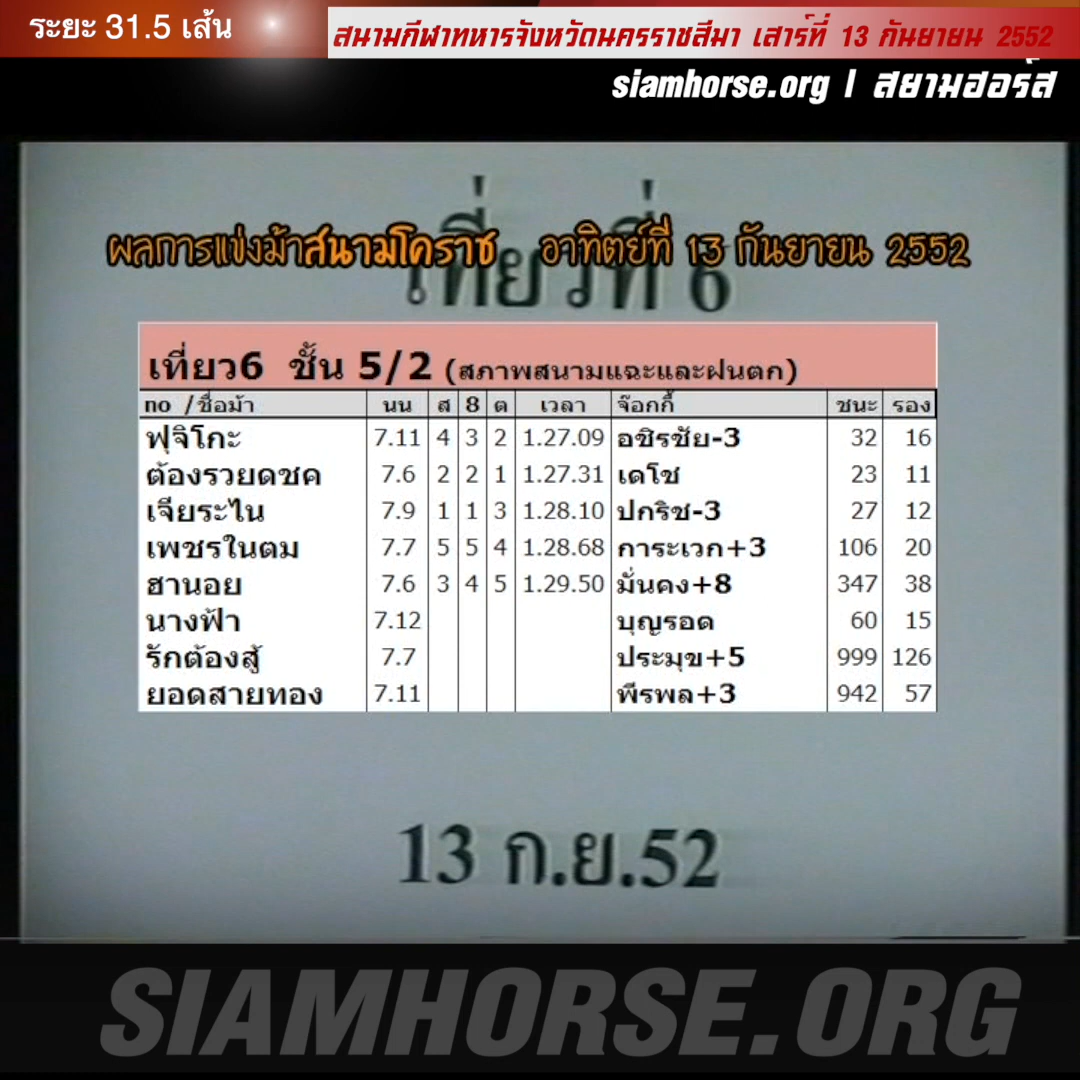 ระยะ 31.5 เส้น
สนามกีฬาทหารจังหวัดนครราชสีมา เสาร์ที่ 13 กันยายน 2552
siamhorse.org | สยามฮอร์ส
เที่ยวที่ 6
ผลการแข่งม้าสนามโคราช อาทิตย์ที่ 13 กันยายน 2552
เที่ยว6 ชั้น 5/2 (สภาพสนามแฉะและฝนตก)
no /ชื่อม้า นน ส 8 ต เวลา จ๊อกกี้ ชนะ รอง
ฟุจิโกะ 7.11 4 3 2 1.27.09 อชิรชัย-3 32 16
ต้องรวยดชค 7.6 2 2 1 1.27.31 เดโช 23 11
เจียระไน 7.9 1 1 3 1.28.10 ปกริช-3 27 12
เพชรในตม 7.7 5 5 4 1.28.68 การะเวก+3 106 20
ฮานอย 7.6 3 4 5 1.29.50 มั่นคง+8 347 38
นางฟ้า 7.12 บุญรอด 60 15
รักต้องสู้ 7.7 ประมุข+5 999 126
ยอดสายทอง 7.11 พีรพล+3 942 57
13 ก.ย.52
SIAMHORSE.ORG